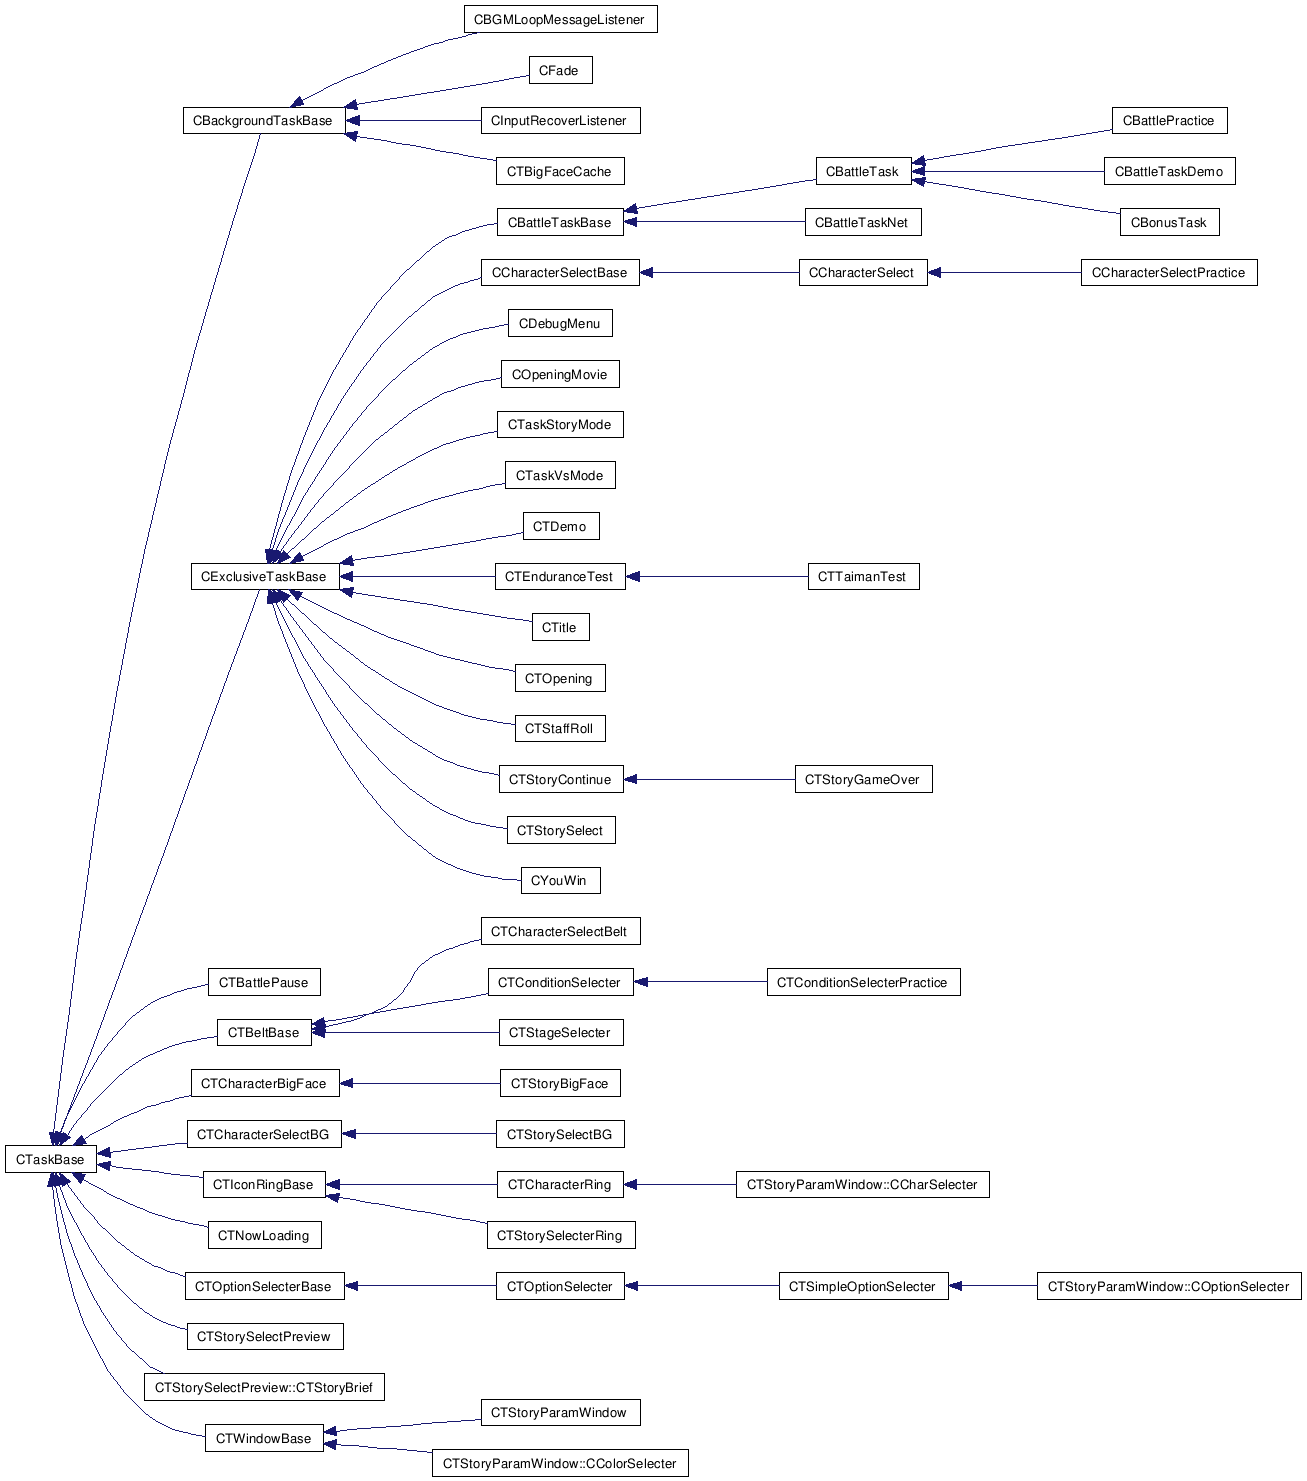 CBGMLoopMessageListener
CFade
CBackgroundTaskBase
CInputRecoverListener
CBattlePractice
CTBigFaceCache
CBattleTask
CBattleTaskDemo
CBattleTaskBase
CBattleTaskNet
CBonusTask
CCharacterSelectBase
CCharacterSelect
CCharacterSelectPractice
CDebugMenu
COpeningMovie
CTaskStoryMode
CTaskVsMode
CTDemo
CExclusiveTaskBase
CTEnduranceTest
CTTaimanTest
CTitle
CTOpening
CTStaffRoll
CTStoryContinue
CTStoryGameOver
CTStorySelect
CYouWin
CTCharacterSelectBelt
CTBattlePause
CTConditionSelecter
CTConditionSelecterPractice
CTBeltBase
CTStageSelecter
CTCharacterBigFace
CTStoryBigFace
CTCharacterSelectBG
CTStorySelectBG
CTaskBase
CTIconRingBase
CTCharacterRing
CTStoryParamWindow::CCharSelecter
CTNowLoading
CTStorySelecterRing
CTOptionSelecterBase
CTOptionSelecter
CTSimpleOptionSelecter
CTStoryParamWindow::COptionSelecter
CTStorySelectPreview
CTStorySelectPreview::CTStoryBrief
CTStoryParamWindow
CTWindowBase
CTStoryParamWindow::CColorSelecter